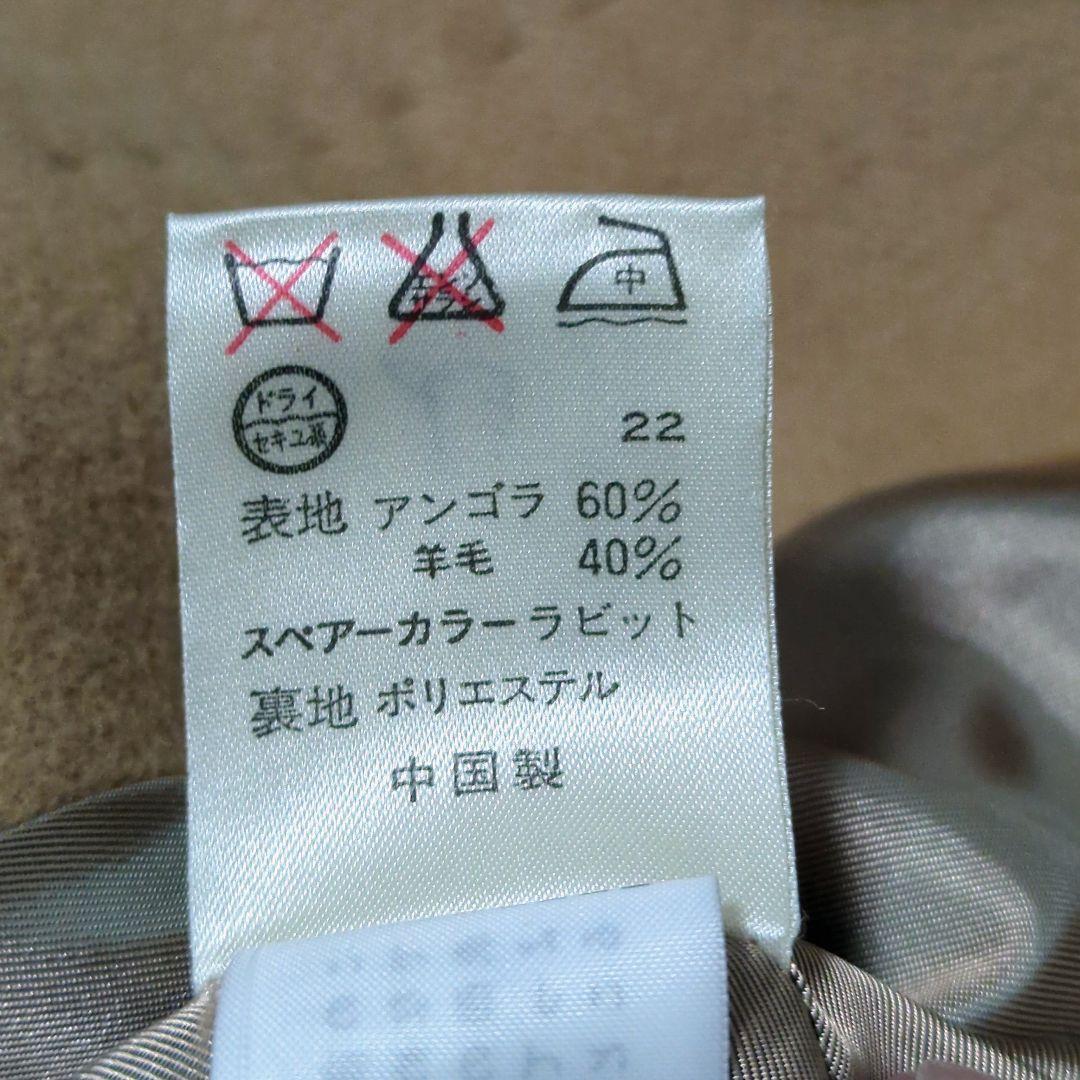 中
ドライ
セキユ系
22
表地 アンゴラ 60%
羊毛 40%
スペアーカラーラビット
裏地 ポリエステル
中国製